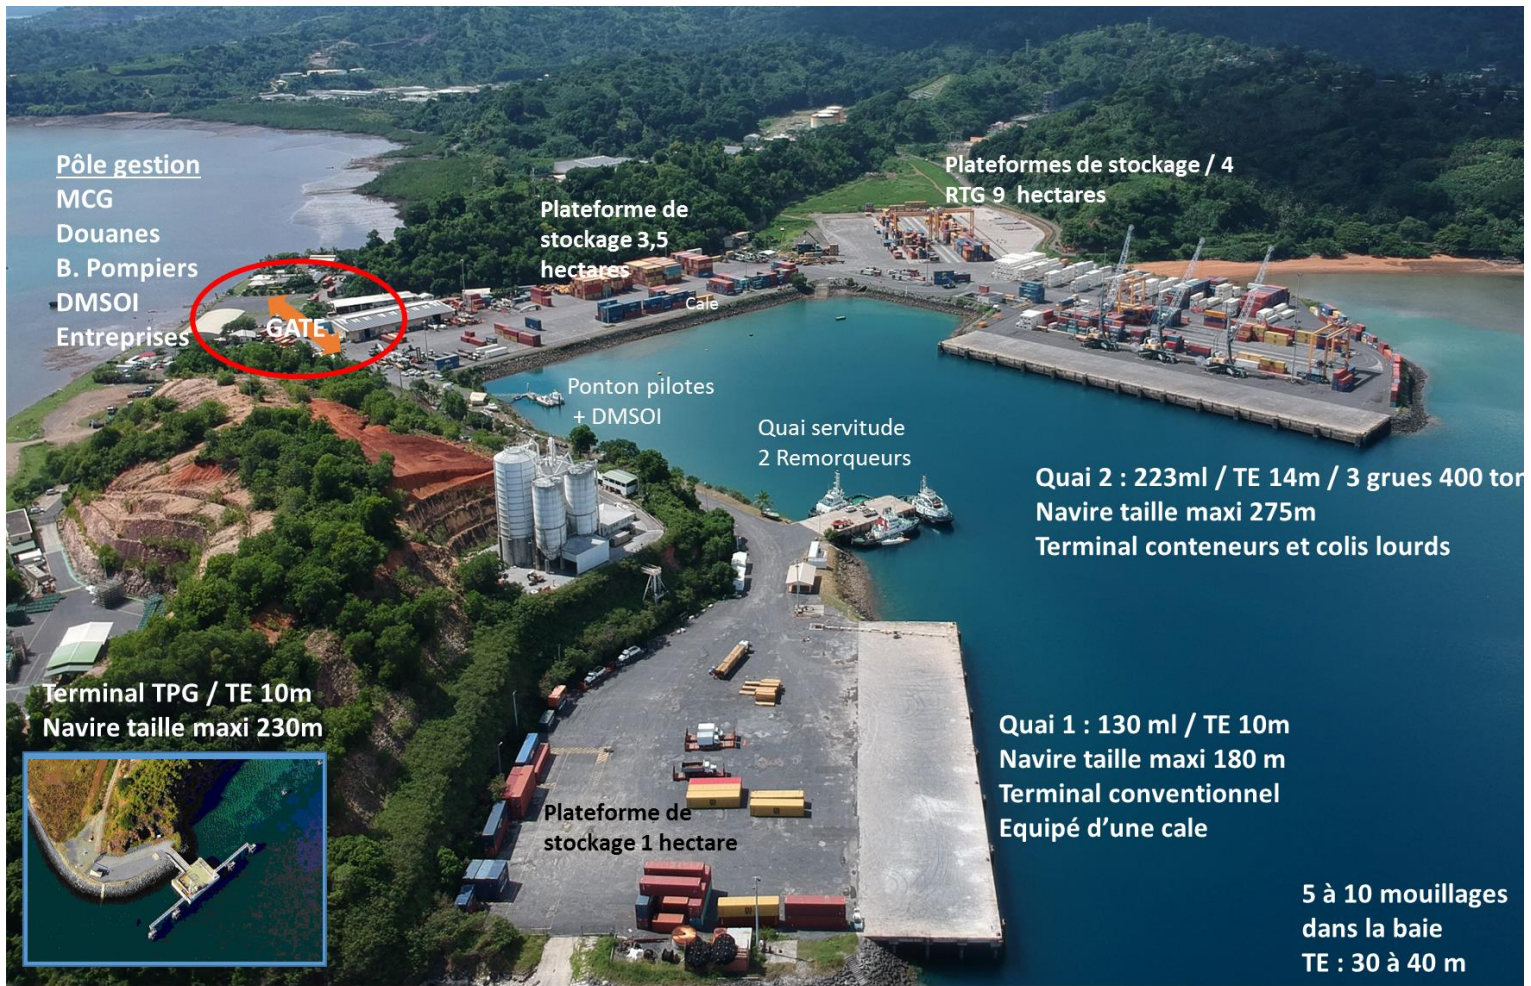 Pôle gestion
MCG
Douanes
B. Pompiers
DMSOI
Entreprises
GATE
Plateforme de
stockage 3,5
hectares
Cale
Plateformes de stockage / 4
RTG 9 hectares
Ponton pilotes
+ DMSOI
Quai servitude
2 Remorqueurs
Quai 2 : 223ml / TE 14m / 3 grues 400 ton
Navire taille maxi 275m
Terminal conteneurs et colis lourds
Terminal TPG / TE 10m
Navire taille maxi 230m
Quai 1 : 130 ml / TE 10m
Navire taille maxi 180 m
Terminal conventionnel
Equipé d’une cale
Plateforme de
stockage 1 hectare
5 à 10 mouillages
dans la baie
TE : 30 à 40 m